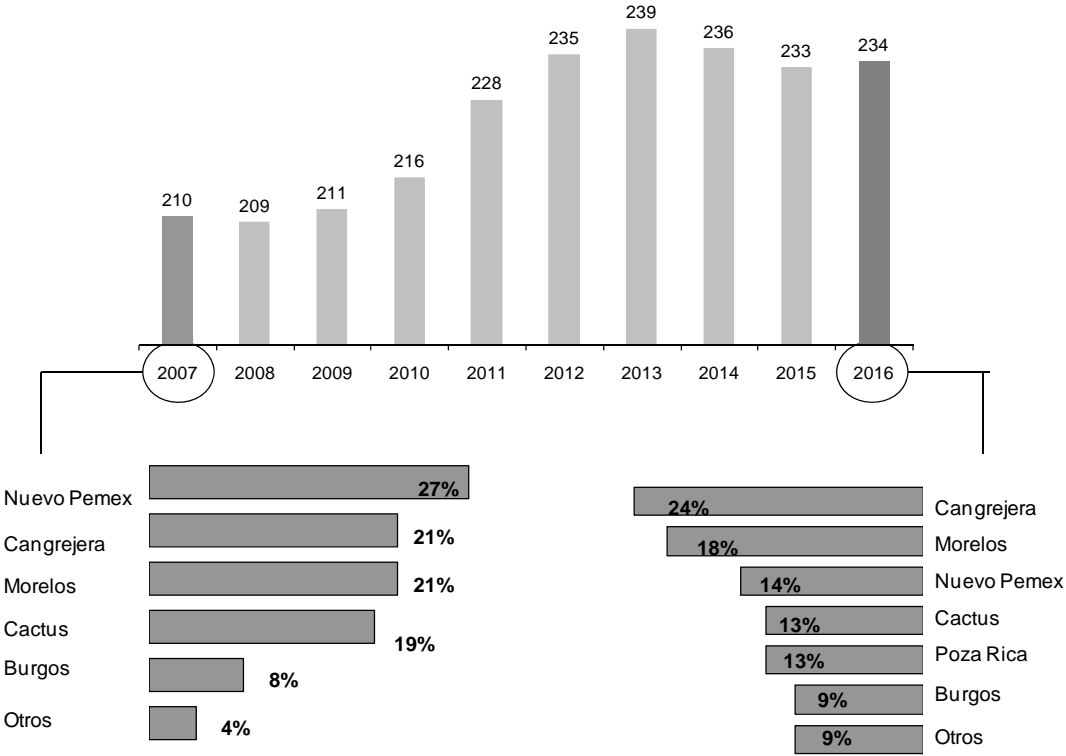 210 209 211 216 228 235 239 236 233 234
2007 2008 2009 2010 2011 2012 2013 2014 2015 2016
Nuevo Pemex 27%
Cangrejera 21%
Morelos 21%
Cactus 19%
Burgos 8%
Otros 4%
24% Cangrejera
18% Morelos
14% Nuevo Pemex
13% Cactus
13% Poza Rica
9% Burgos
9% Otros